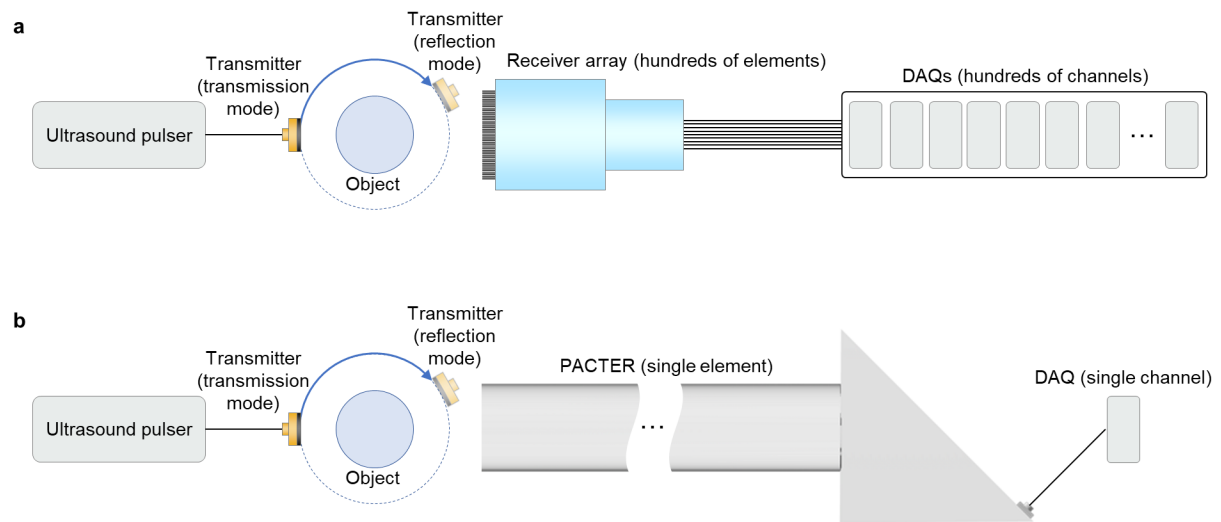 a
Transmitter
(transmission
mode)
Transmitter
(reflection
mode)
Receiver array (hundreds of elements)
DAQs (hundreds of channels)
Ultrasound pulser
Object
...
b
Transmitter
(transmission
mode)
Transmitter
(reflection
mode)
PACTER (single element)
DAQ (single channel)
Ultrasound pulser
Object
...